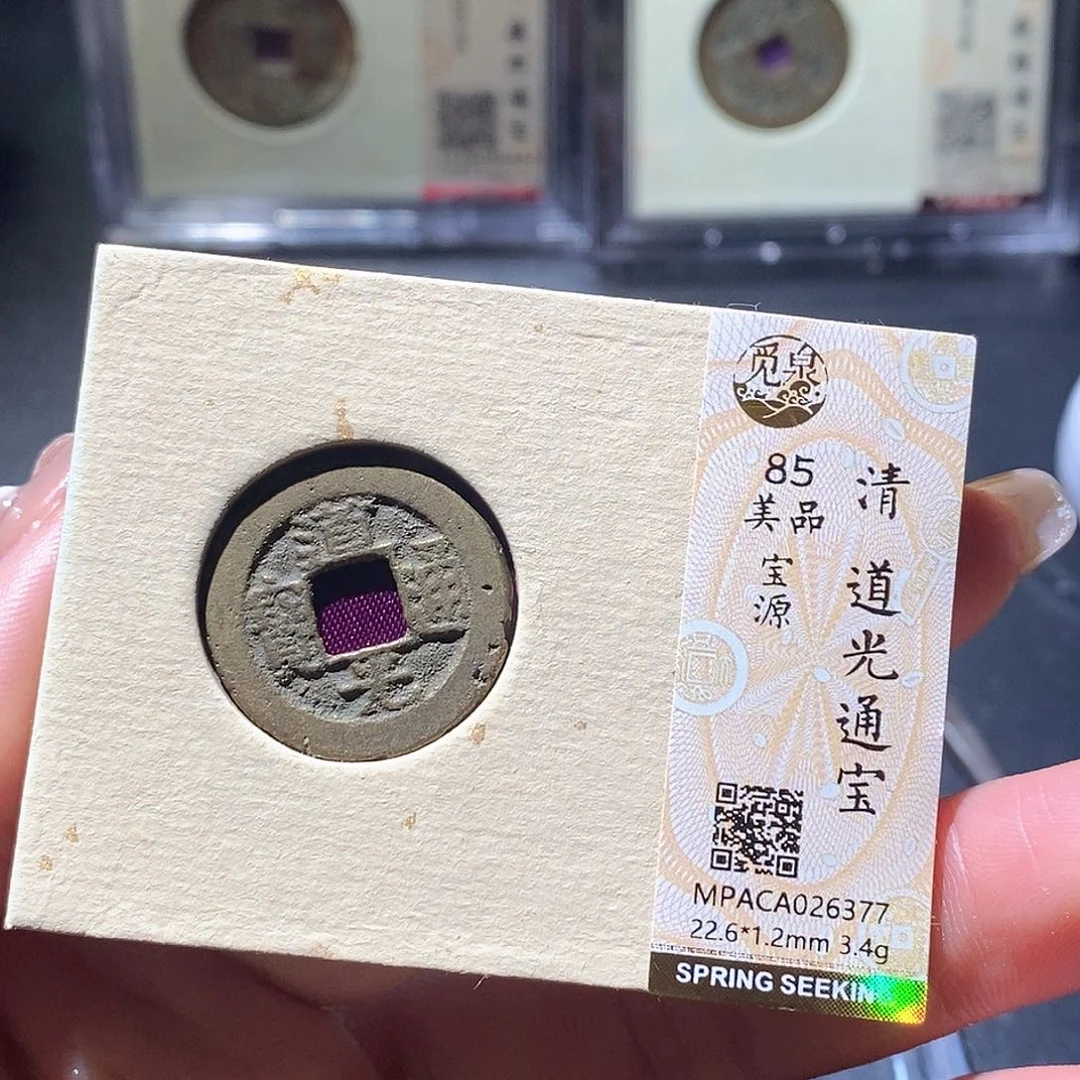 觅泉
85
美品
宝源
清 道光通宝
MPACA026377
22.6*1.2mm 3.4g
SPRING SEEKIN